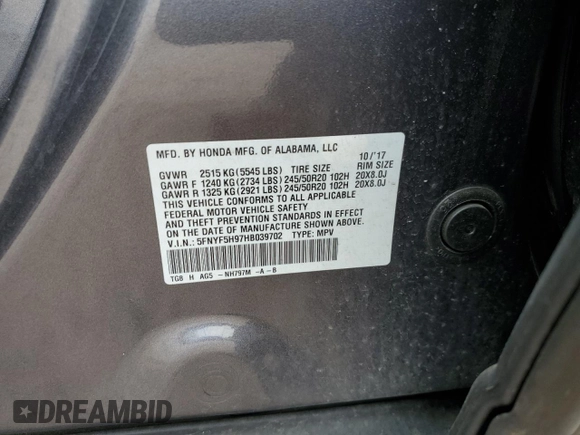 MFD. BY HONDA MFG. OF ALABAMA, LLC 10/'17
GVWR 2515 KG(5545 LBS) TIRE SIZE RIM SIZE
GAWR F 1240 KG(2734 LBS) 245/50R20 102H 20X8.0J
GAWR R 1325 KG(2921 LBS) 245/50R20 102H 20X8.0J
THIS VEHICLE CONFORMS TO ALL APPLICABLE
FEDERAL MOTOR VEHICLE SAFETY
AND THEFT PREVENTION STANDARDS IN EFFECT
ON THE DATE OF MANUFACTURE SHOWN ABOVE.
V.I.N.: 5FNYF5H97HB039702 TYPE: MPV
TG8 H AG5 -NH797M -A-B
DREAMBID